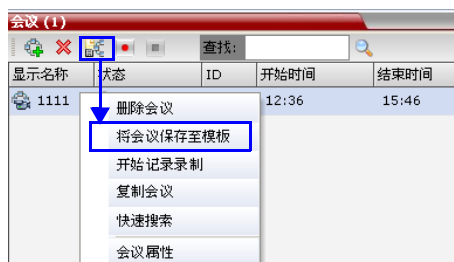 会议 (1)
查找:
显示名称 状态 ID 开始时间 结束时间
1111 12:36 15:46
删除会议
将会议保存至模板
开始记录录制
复制会议
快速搜索
会议属性